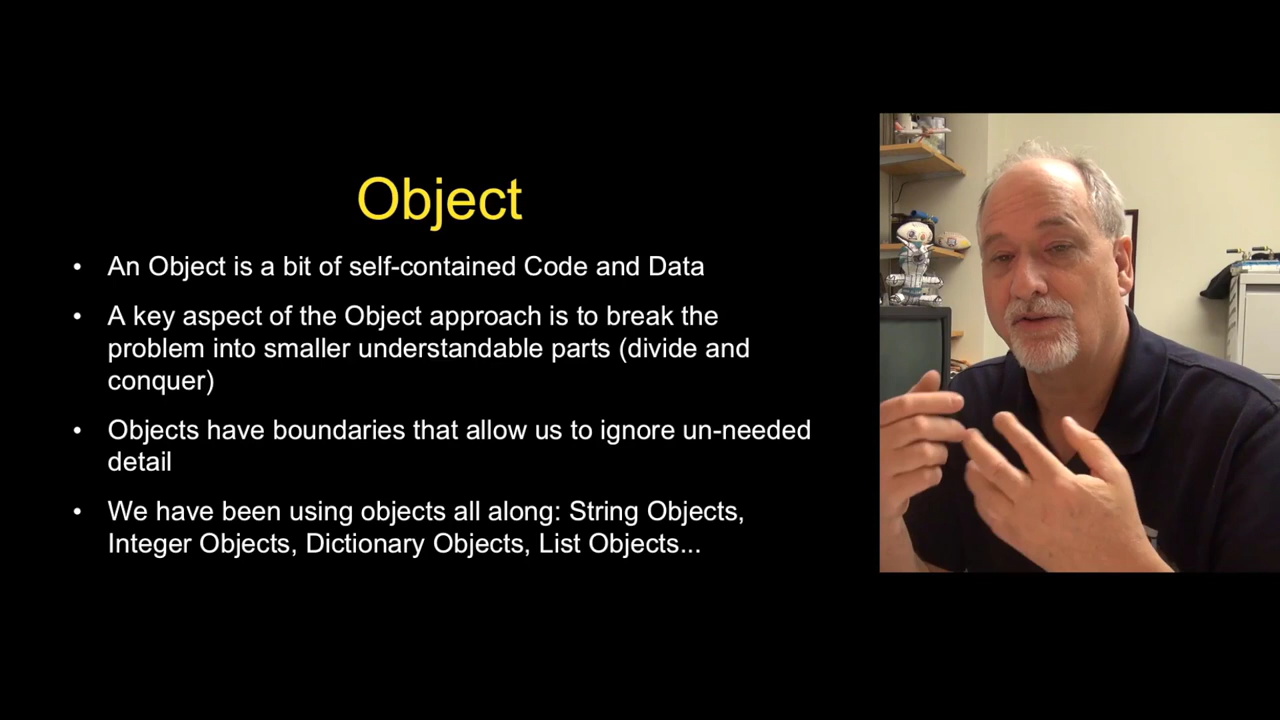 Object
• An Object is a bit of self-contained Code and Data
• A key aspect of the Object approach is to break the
problem into smaller understandable parts (divide and
conquer)
• Objects have boundaries that allow us to ignore un-needed
detail
• We have been using objects all along: String Objects,
Integer Objects, Dictionary Objects, List Objects...